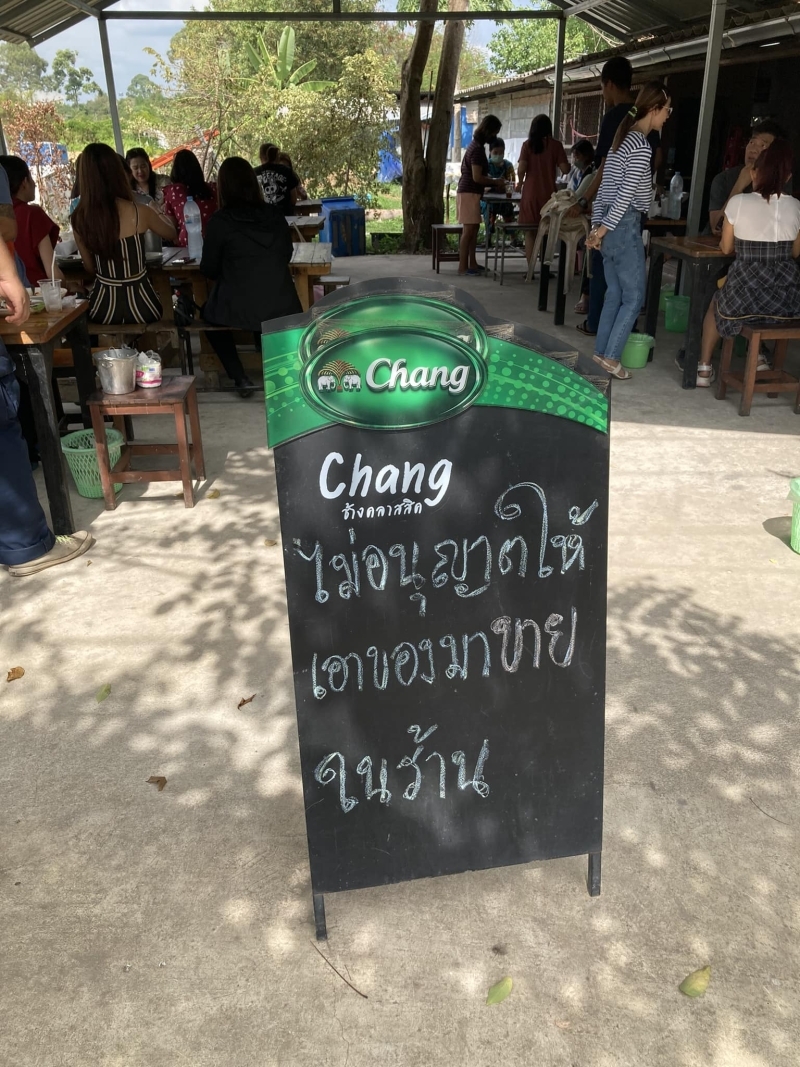 Chang
Chang
ช้างคลาสสิค
ไม่อนุญาตให้
เอาของมาขาย
ในร้าน